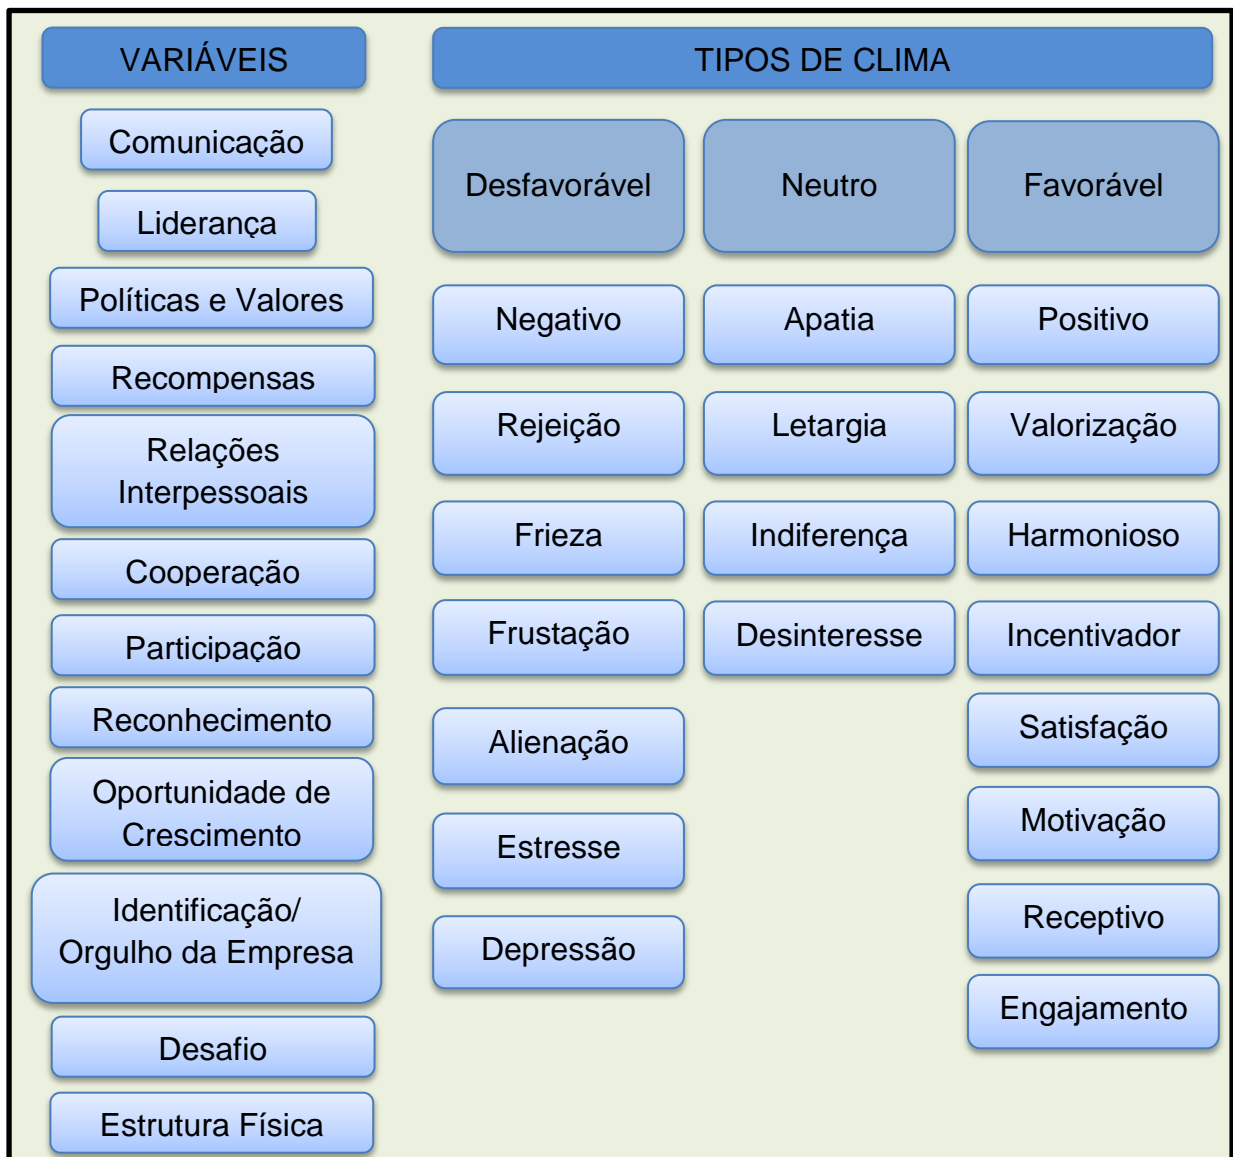 VARIÁVEIS
Comunicação
Liderança
Políticas e Valores
Recompensas
Relações
Interpessoais
Cooperação
Participação
Reconhecimento
Oportunidade de
Crescimento
Identificação/
Orgulho da Empresa
Desafio
Estrutura Física
TIPOS DE CLIMA
Desfavorável
Negativo
Rejeição
Frieza
Frustação
Alienação
Estresse
Depressão
Neutro
Apatia
Letargia
Indiferença
Desinteresse
Favorável
Positivo
Valorização
Harmonioso
Incentivador
Satisfação
Motivação
Receptivo
Engajamento